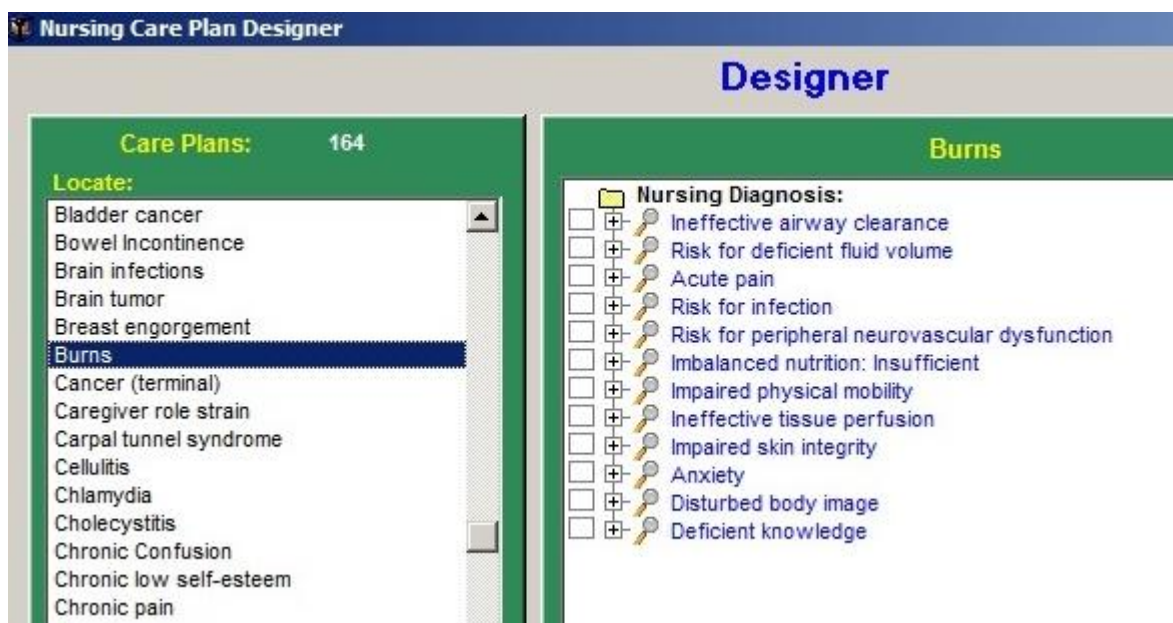 Nursing Care Plan Designer
Designer
Care Plans: 164
Locate:
Bladder cancer
Bowel Incontinence
Brain infections
Brain tumor
Breast engorgement
Burns
Cancer (terminal)
Caregiver role strain
Carpal tunnel syndrome
Cellulitis
Chlamydia
Cholecystitis
Chronic Confusion
Chronic low self-esteem
Chronic pain
Burns
Nursing Diagnosis:
Ineffective airway clearance
Risk for deficient fluid volume
Acute pain
Risk for infection
Risk for peripheral neurovascular dysfunction
Imbalanced nutrition: Insufficient
Impaired physical mobility
Ineffective tissue perfusion
Impaired skin integrity
Anxiety
Disturbed body image
Deficient knowledge